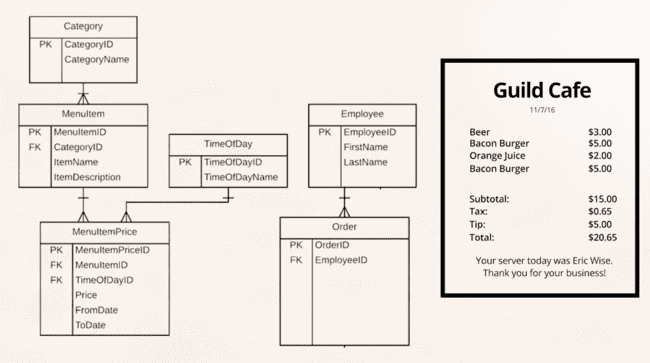 Category
PK CategoryID
CategoryName
MenuItem
PK MenuItemID
FK CategoryID
ItemName
ItemDescription
TimeOfDay
PK TimeOfDayID
TimeOfDayName
Employee
PK EmployeeID
FirstName
LastName
MenuItemPrice
PK MenuItemPriceID
FK MenuItemID
FK TimeOfDayID
Price
FromDate
ToDate
Order
PK OrderID
FK EmployeeID
Guild Cafe
11/7/16
Beer $3.00
Bacon Burger $5.00
Orange Juice $2.00
Bacon Burger $5.00
Subtotal: $15.00
Tax: $0.65
Tip: $5.00
Total: $20.65
Your server today was Eric Wise.
Thank you for your business!